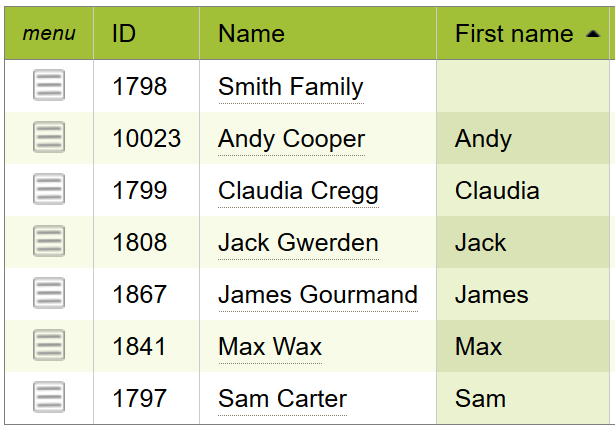 menu ID Name First name
1798 Smith Family
10023 Andy Cooper Andy
1799 Claudia Cregg Claudia
1808 Jack Gwerden Jack
1867 James Gourmand James
1841 Max Wax Max
1797 Sam Carter Sam